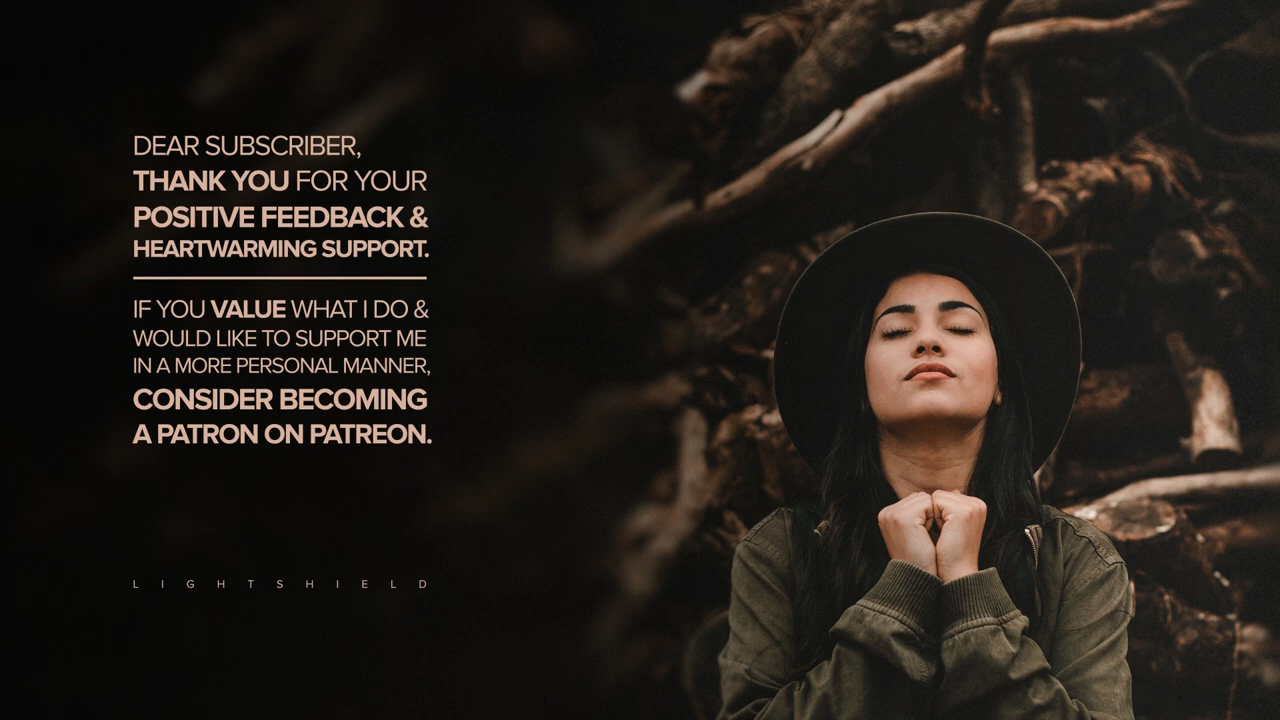 DEAR SUBSCRIBER,
THANK YOU FOR YOUR
POSITIVE FEEDBACK &
HEARTWARMING SUPPORT.
IF YOU VALUE WHAT I DO &
WOULD LIKE TO SUPPORT ME
IN A MORE PERSONAL MANNER,
CONSIDER BECOMING
A PATRON ON PATREON.
LIGHTSHIELD